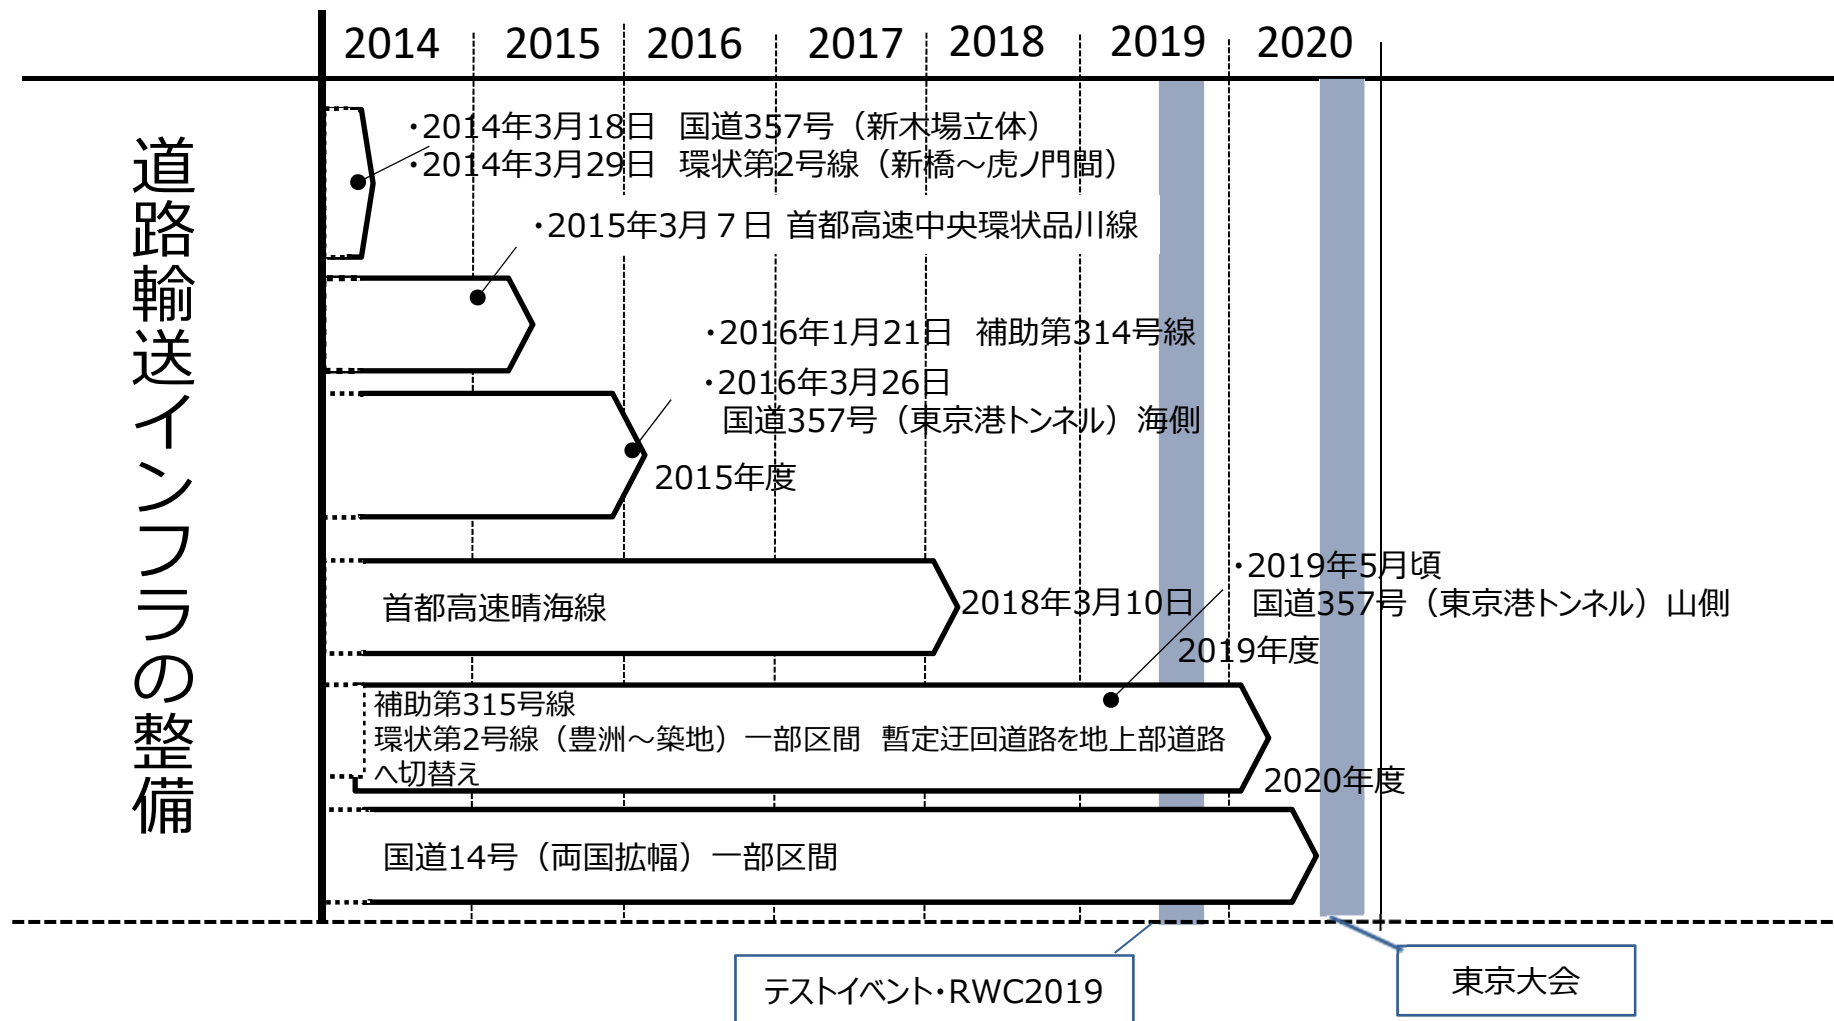 2014 2015 2016 2017 2018 2019 2020
道路輸送インフラの整備
・2014年3月18日 国道357号（新木場立体）
・2014年3月29日 環状第2号線（新橋～虎ノ門間）
・2015年3月７日 首都高速中央環状品川線
・2016年1月21日 補助第314号線
・2016年3月26日
国道357号（東京港トンネル）海側
2015年度
首都高速晴海線
2018年3月10日
・2019年5月頃
国道357号（東京港トンネル）山側
2019年度
補助第315号線
環状第2号線（豊洲～築地）一部区間 暫定迂回道路を地上部道路
へ切替え
2020年度
国道14号（両国拡幅）一部区間
テストイベント・RWC2019
東京大会